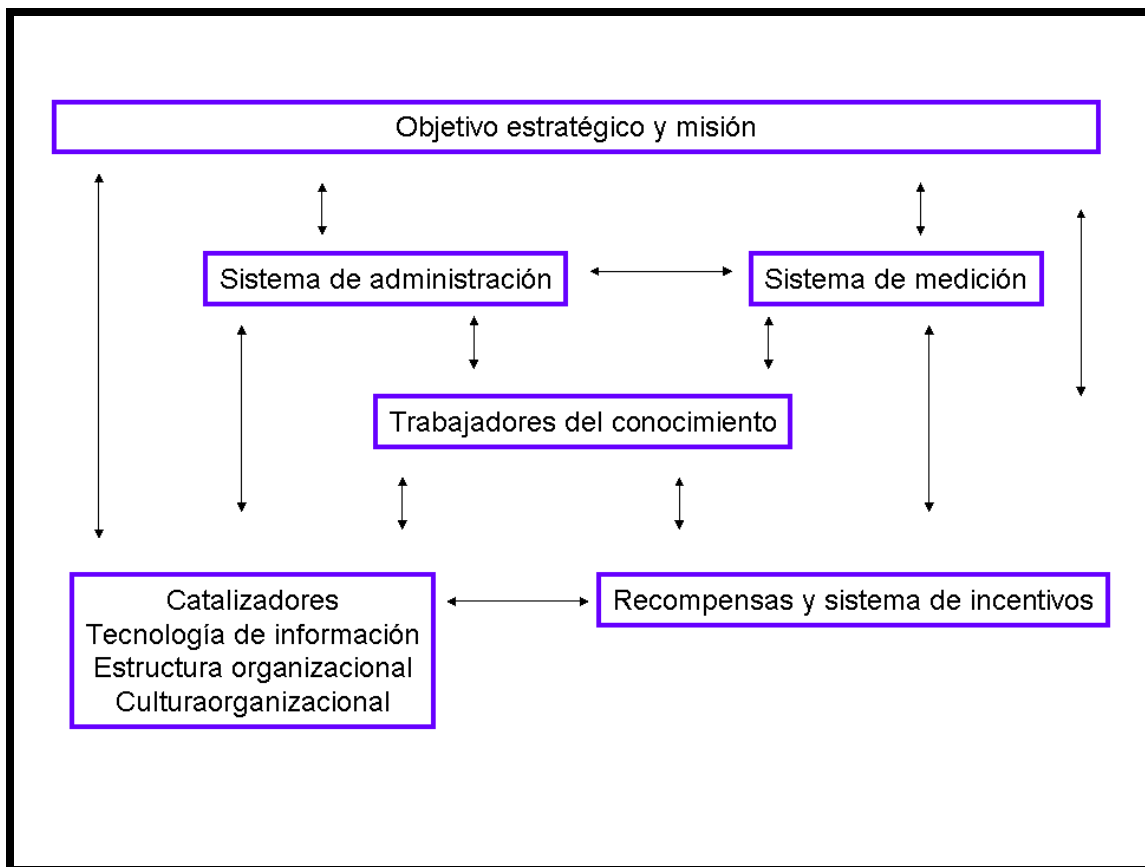 Objetivo estratégico y misión
Sistema de administración
Sistema de medición
Trabajadores del conocimiento
Catalizadores
Tecnología de información
Estructura organizacional
Culturaorganizacional
Recompensas y sistema de incentivos